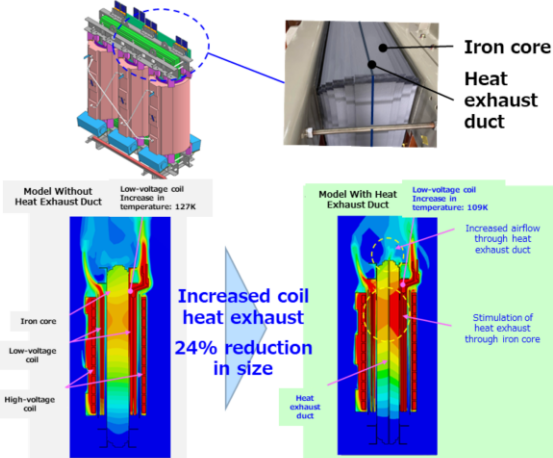 Iron core
Heat
exhaust
duct
Model Without
Heat Exhaust Duct
Low-voltage coil
Increase in
temperature: 127K
Iron core
Low-voltage
coil
High-voltage
coil
Increased coil
heat exhaust
24% reduction
in size
Model With Heat
Exhaust Duct
Low-voltage coil
Increase in
temperature: 109K
Increased airflow
through heat
exhaust duct
Stimulation of
heat exhaust
through iron core
Heat
exhaust
duct